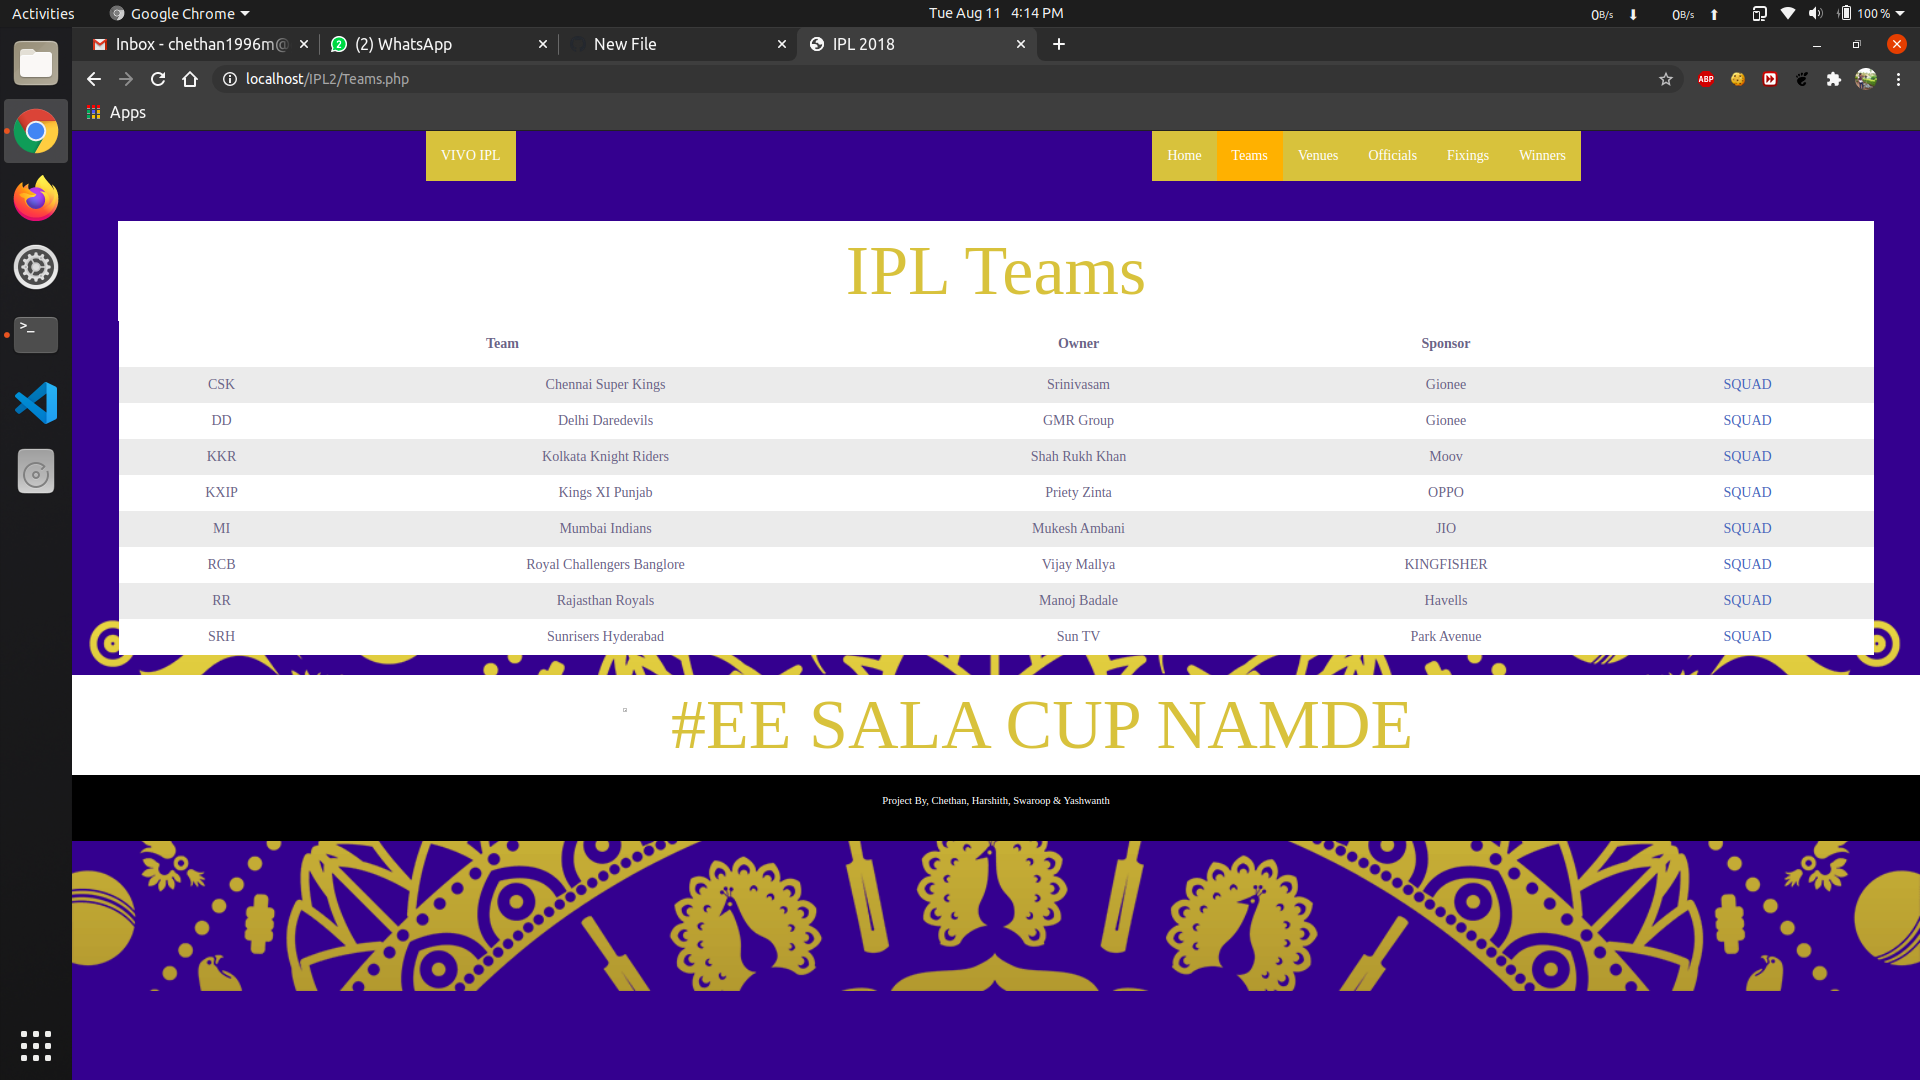 Activities Google Chrome Tue Aug 11 4:14 PM 0B/s 0B/s 100 %
Inbox - chethan1996m@ (2) WhatsApp New File IPL 2018
localhost/IPL2/Teams.php ABP
Apps
VIVO IPL Home Teams Venues Officials Fixings Winners
IPL Teams
Team Owner Sponsor
CSK Chennai Super Kings Srinivasam Gionee SQUAD
DD Delhi Daredevils GMR Group Gionee SQUAD
KKR Kolkata Knight Riders Shah Rukh Khan Moov SQUAD
KXIP Kings XI Punjab Priety Zinta OPPO SQUAD
MI Mumbai Indians Mukesh Ambani JIO SQUAD
RCB Royal Challengers Banglore Vijay Mallya KINGFISHER SQUAD
RR Rajasthan Royals Manoj Badale Havells SQUAD
SRH Sunrisers Hyderabad Sun TV Park Avenue SQUAD
#EE SALA CUP NAMDE
Project By, Chethan, Harshith, Swaroop & Yashwanth